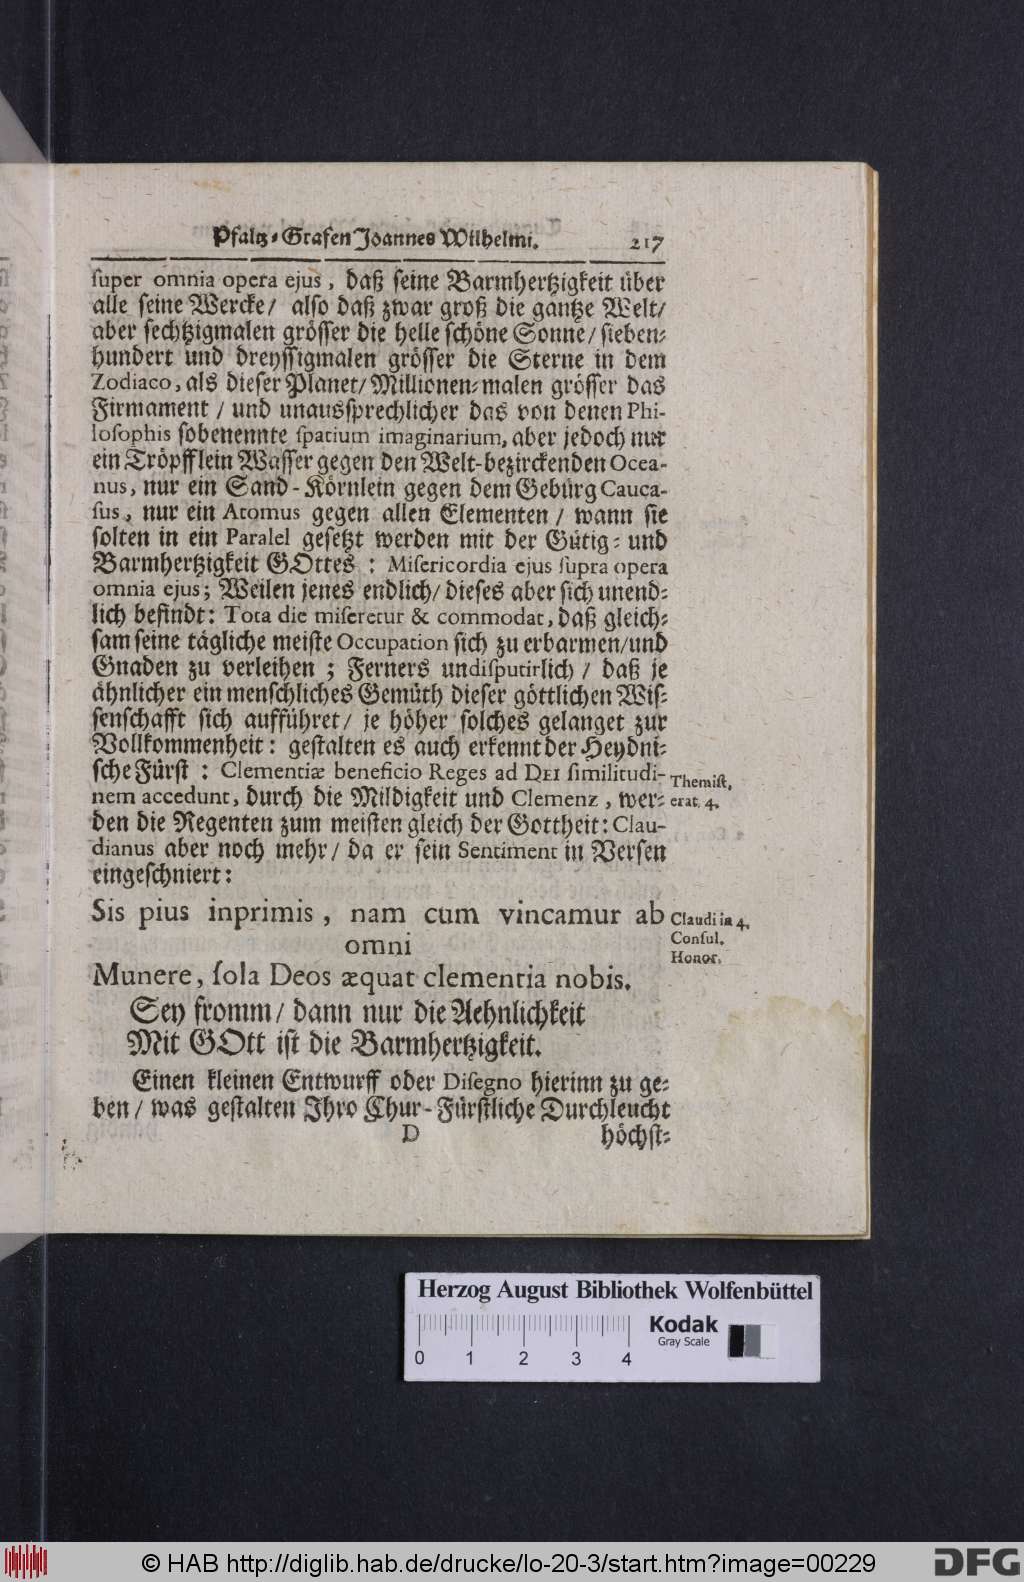 Pfaltz-Grafen Joannes Wilhelmi. 217
super omnia opera ejus, daß seine Barmhertzigkeit über
alle seine Wercke/ also daß zwar groß die gantze Welt/
aber sechtzigmalen grösser die helle schöne Sonne/ sieben-
hundert und dreyssigmalen grösser die Sterne in dem
Zodiaco, als dieser Planet/ Millionen-malen grösser das
Firmament / und unaussprechlicher das von denen Phi-
losophis sobenennte spatium imaginarium, aber jedoch nur
ein Tröpfflein Wasser gegen den Welt-bezirckenden Ocea-
nus, nur ein Sand-Körnlein gegen dem Gebürg Cauca-
sus, nur ein Atomus gegen allen Elementen / wann sie
solten in ein Paralel gesetzt werden mit der Gütig- und
Barmhertzigkeit GOttes : Misericordia ejus supra opera
omnia ejus; Weilen jenes endlich/ dieses aber sich unend-
lich befindt: Tota die miseretur & commodat, daß gleich-
sam seine tägliche meiste Occupation sich zu erbarmen/und
Gnaden zu verleihen ; Ferners undisputirlich / daß je
ähnlicher ein menschliches Gemüth dieser göttlichen Wis-
senschafft sich aufführet/ je höher solches gelanget zur
Vollkommenheit: gestalten es auch erkennt der Heydni-
sche Fürst : Clementiæ beneficio Reges ad DEI similitudi-
nem accedunt, durch die Mildigkeit und Clemenz, wer-
den die Regenten zum meisten gleich der Gottheit: Clau-
dianus aber noch mehr/ da er sein Sentiment in Versen
eingeschniert:
Themist.
erat. 4.
Sis pius inprimis, nam cum vincamur ab
omni
Munere, sola Deos æquat clementia nobis.
Claudi in 4.
Consul.
Honor.
Sey fromm/ dann nur die Aehnlichkeit
Mit GOtt ist die Barmhertzigkeit.
Einen kleinen Entwurff oder Disegno hierinn zu ge-
ben/ was gestalten Ihro Chur-Fürstliche Durchleucht
D höchst-
Herzog August Bibliothek Wolfenbüttel
Kodak
Gray Scale
0 1 2 3 4
© HAB http://diglib.hab.de/drucke/lo-20-3/start.htm?image=00229
DFG